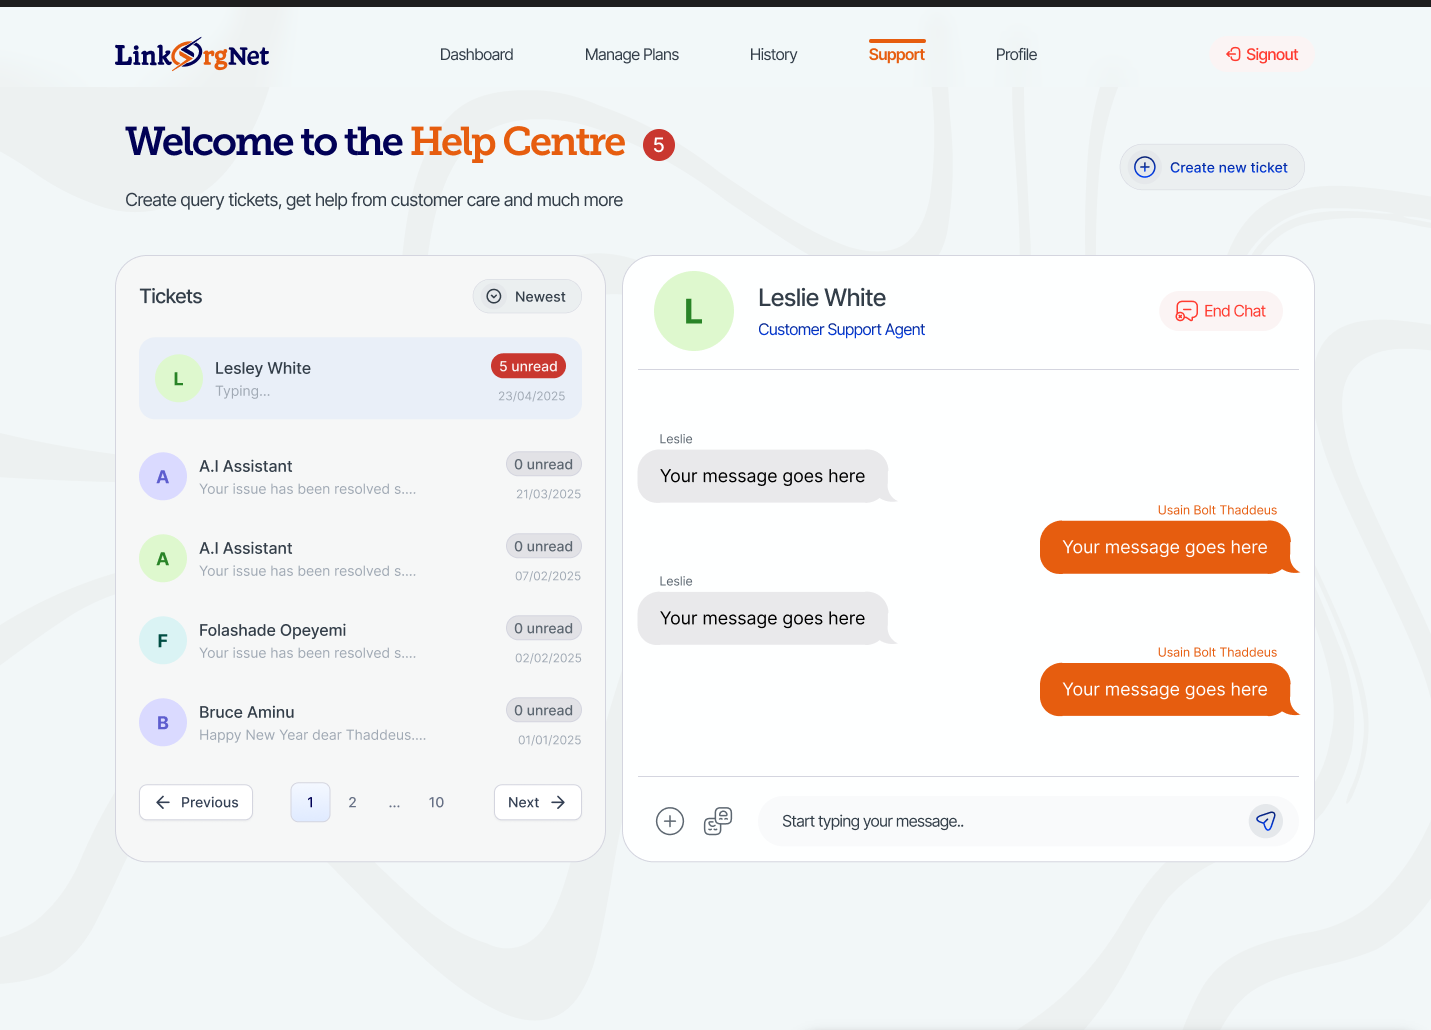 LinkOrgNet
Dashboard
Manage Plans
History
Support
Profile
Signout
Welcome to the Help Centre 5
Create query tickets, get help from customer care and much more
Create new ticket
Tickets
Newest
L
Lesley White
5 unread
Typing...
23/04/2025
A
A.I Assistant
0 unread
Your issue has been resolved s....
21/03/2025
A
A.I Assistant
0 unread
Your issue has been resolved s....
07/02/2025
F
Folashade Opeyemi
0 unread
Your issue has been resolved s....
02/02/2025
B
Bruce Aminu
0 unread
Happy New Year dear Thaddeus....
01/01/2025
Previous
1
2
...
10
Next
L
Leslie White
Customer Support Agent
End Chat
Leslie
Your message goes here
Usain Bolt Thaddeus
Your message goes here
Leslie
Your message goes here
Usain Bolt Thaddeus
Your message goes here
Start typing your message..